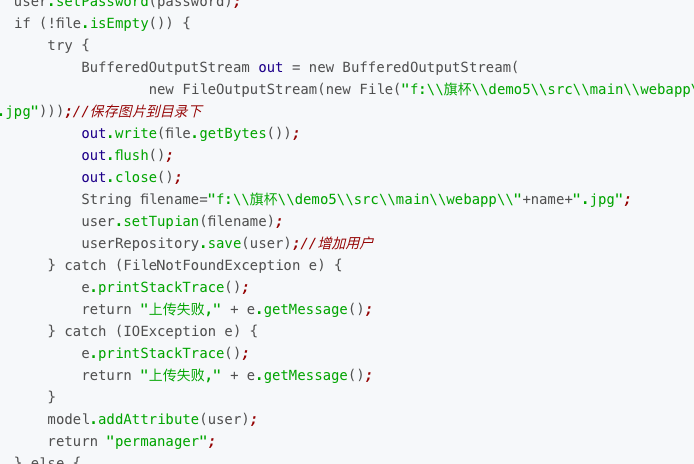 user.setPassword(password);
if (!file.isEmpty()) {
try {
BufferedOutputStream out = new BufferedOutputStream(
new FileOutputStream(new File("f:\\旗杯\\demo5\\src\\main\\webapp\
.jpg")));//保存图片到目录下
out.write(file.getBytes());
out.flush();
out.close();
String filename="f:\\旗杯\\demo5\\src\\main\\webapp\\"+name+".jpg";
user.setTupian(filename);
userRepository.save(user);//增加用户
} catch (FileNotFoundException e) {
e.printStackTrace();
return "上传失败," + e.getMessage();
} catch (IOException e) {
e.printStackTrace();
return "上传失败," + e.getMessage();
}
model.addAttribute(user);
return "permanager";
} else {